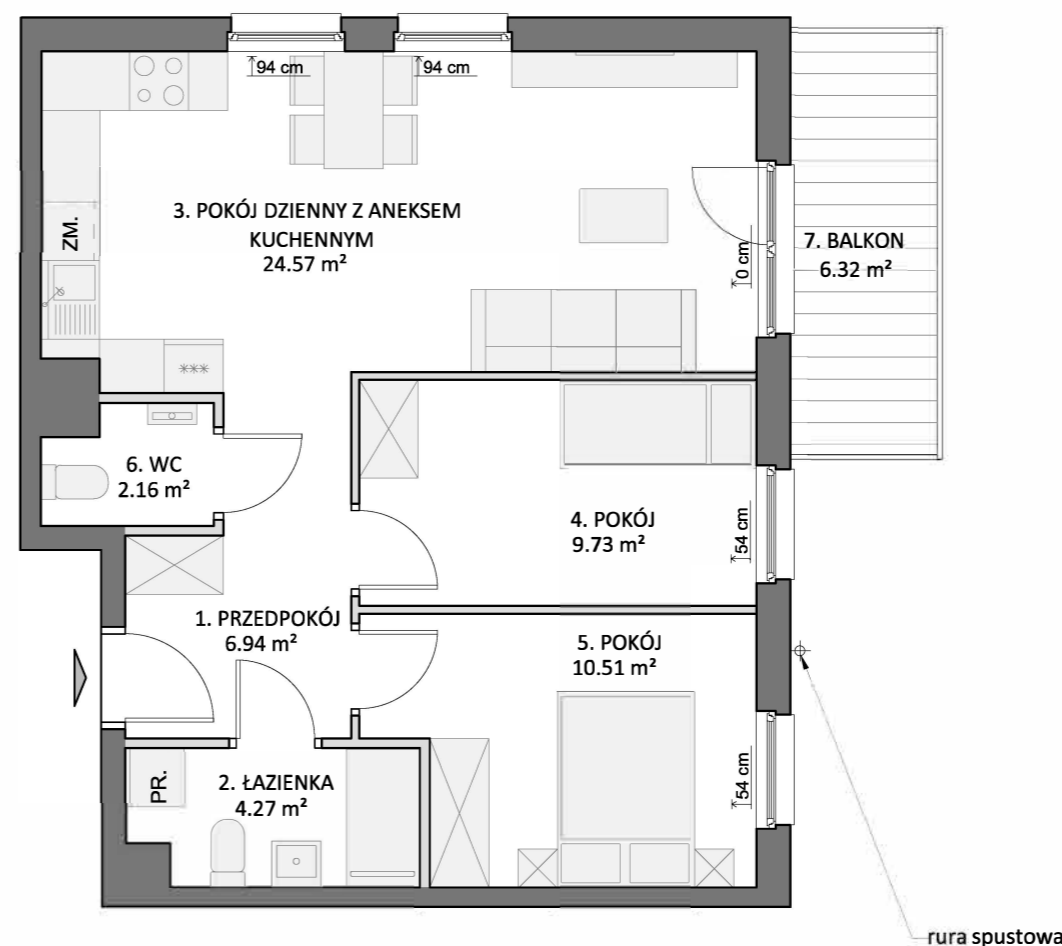 94 cm
94 cm
3. POKÓJ DZIENNY Z ANEKSEM
KUCHENNYM
24.57 m²
ZM.
0 cm
7. BALKON
6.32 m²
***
6. WC
2.16 m²
4. POKÓJ
9.73 m²
54 cm
1. PRZEDPOKÓJ
6.94 m²
5. POKÓJ
10.51 m²
54 cm
PR.
2. ŁAZIENKA
4.27 m²
rura spustowa